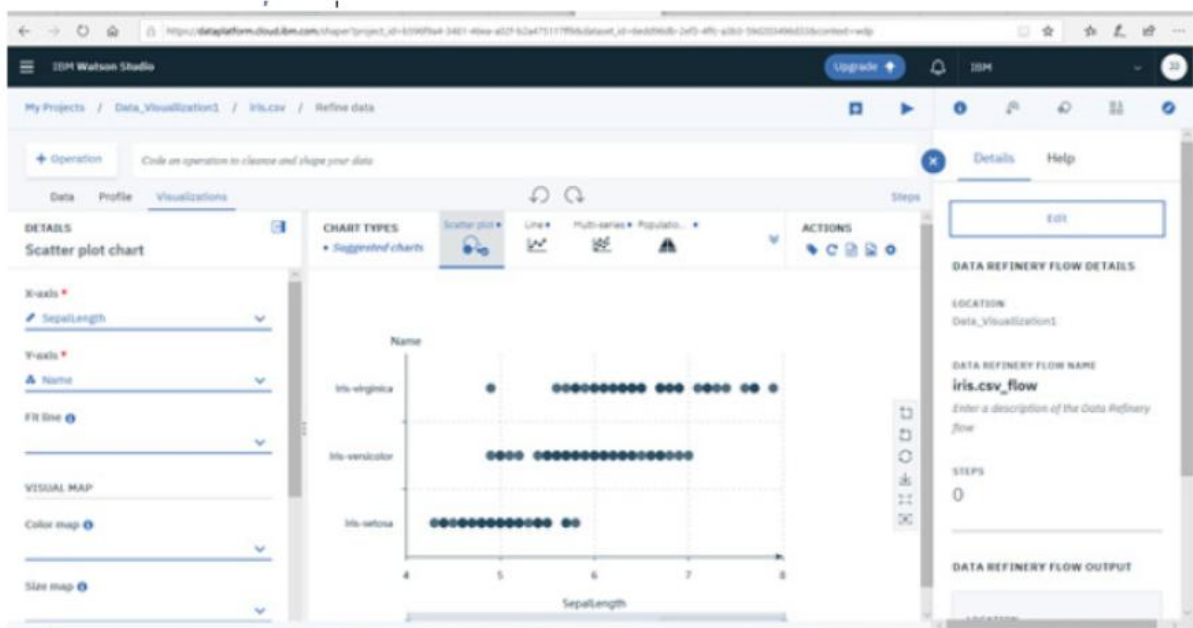 IBM Watson Studio
Upgrade
IBM
My Projects / Data_Visuallization1 / iris.csv / Refine data
+ Operation
Code an operation to cleanse and shape your data
Data Profile Visualizations
Steps
DETAILS
Scatter plot chart
X-axis *
SepalLength
Y-axis *
Name
Fit line
VISUAL MAP
Color map
Size map
CHART TYPES
• Suggested charts
Scatter plot
Line
Multi-series
Populatio...
ACTIONS
Name
Iris-virginica
Iris-versicolor
Iris-setosa
4 5 6 7 8
SepalLength
Details Help
Edit
DATA REFINERY FLOW DETAILS
LOCATION
Data_Visuallization1
DATA REFINERY FLOW NAME
iris.csv_flow
Enter a description of the Data Refinery
flow
STEPS
0
DATA REFINERY FLOW OUTPUT
LOCATION